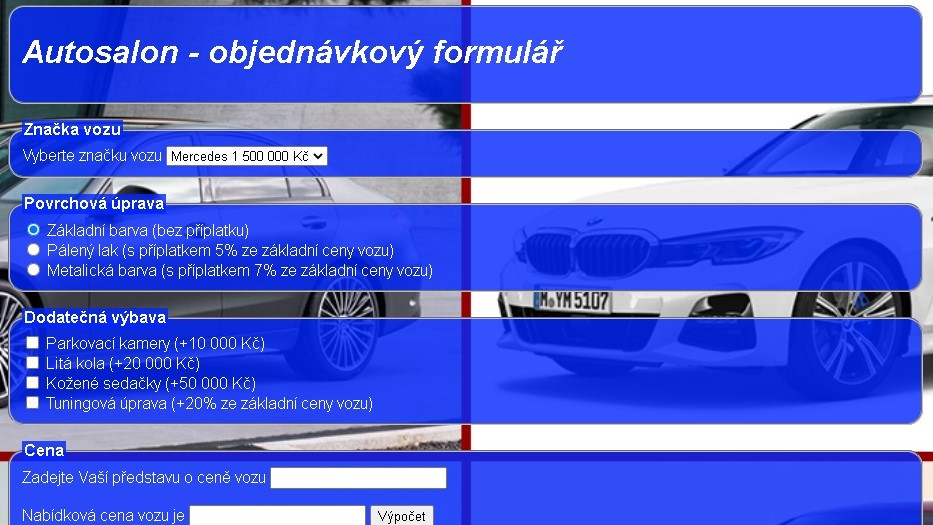 Autosalon - objednávkový formulář
Značka vozu
Vyberte značku vozu Mercedes 1 500 000 Kč
Povrchová úprava
Základní barva (bez příplatku)
Pálený lak (s příplatkem 5% ze základní ceny vozu)
Metalická barva (s příplatkem 7% ze základní ceny vozu)
M:YM 5107
Dodatečná výbava
Parkovací kamery (+10 000 Kč)
Litá kola (+20 000 Kč)
Kožené sedačky (+50 000 Kč)
Tuningová úprava (+20% ze základní ceny vozu)
Cena
Zadejte Vaší představu o ceně vozu
Nabídková cena vozu je Výpočet